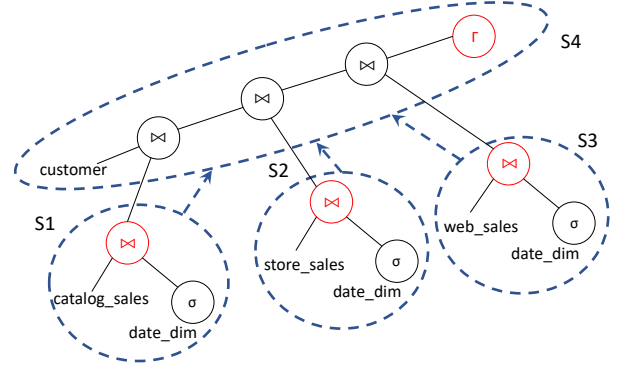 Γ
S4
⋈
⋈
⋈
S3
customer
S2
⋈
⋈
S1
web_sales
σ
⋈
store_sales
date_dim
σ
catalog_sales
date_dim
σ
date_dim